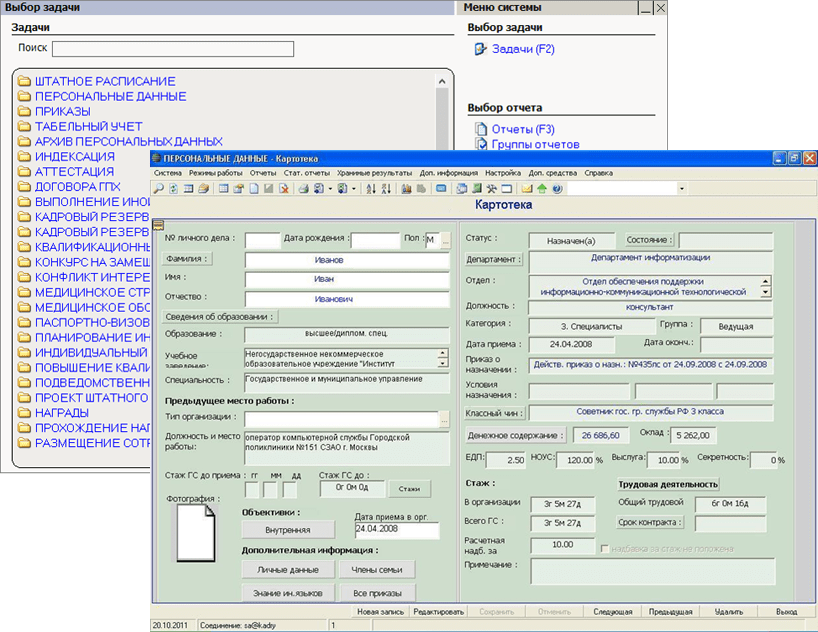 Выбор задачи
Меню системы
Задачи
Поиск
ШТАТНОЕ РАСПИСАНИЕ
ПЕРСОНАЛЬНЫЕ ДАННЫЕ
ПРИКАЗЫ
ТАБЕЛЬНЫЙ УЧЕТ
АРХИВ ПЕРСОНАЛЬНЫХ ДАННЫХ
ИНДЕКСАЦИЯ
АТТЕСТАЦИЯ
ДОГОВОРА ГПХ
ВЫПОЛНЕНИЕ ИНОЙ
КАДРОВЫЙ РЕЗЕРВ
КАДРОВЫЙ РЕЗЕРВ
КВАЛИФИКАЦИОННЫ
КОНКУРС НА ЗАМЕЩ
КОНФЛИКТ ИНТЕРЕ
МЕДИЦИНСКОЕ СТР
МЕДИЦИНСКОЕ ОБС
ПАСПОРТНО-ВИЗОВ
ПЛАНИРОВАНИЕ ИН
ИНДИВИДУАЛЬНЫЙ
ПОВЫШЕНИЕ КВАЛИ
ПОДВЕДОМСТВЕНН
ПРОЕКТ ШТАТНОГО
НАГРАДЫ
ПРОХОЖДЕНИЕ НАГ
РАЗМЕЩЕНИЕ СОТР
Выбор задачи
Задачи (F2)
Выбор отчета
Отчеты (F3)
Группы отчетов
ПЕРСОНАЛЬНЫЕ ДАННЫЕ - Картотека
Система Режимы работы Отчеты Стат. отчеты Хранимые результаты Доп. информация Настройка Доп. средства Справка
Картотека
№ личного дела : Дата рождения : Пол : М ...
Фамилия : Иванов
Имя : Иван
Отчество : Иванович
Сведения об образовании :
Образование : высшее/диплом. спец.
Учебное заведение: Негосударственное некоммерческое
образовательное учреждение "Институт
Специальность : Государственное и муниципальное управление
Предыдущее место работы :
Тип организации : ...
Должность и место работы: оператор компьютерной службы Городской
поликлиники №151 СЗАО г. Москвы
Стаж ГС до приема : гг мм дд Стаж ГС до :
0г 0м 0д Стажи
Фотография :
Объективки : Дата приема в орг.
Внутренняя 24.04.2008
Дополнительная информация :
Личные данные Члены семьи
Знание ин.языков Все приказы
Статус : Назначен(а) Состояние :
Департамент : Департамент информатизации
Отдел : Отдел обеспечения поддержки
информационно-коммуникационной технологической
Должность : консультант
Категория : 3. Специалисты Группа : Ведущая
Дата приема : 24.04.2008 Дата оконч.:
Приказ о назначении : Действ. приказ о назн.: №435лс от 24.09.2008 с 24.09.2008
Условия назначения :
Классный чин : Советник гос. гр. службы РФ 3 класса
Денежное содержание : 26 686,60 Оклад : 5 262,00
ЕДП: 2.50 НОУС: 120.00 % Выслуга: 10.00 % Секретность: 0 %
Стаж : Трудовая деятельность
В организации 3г 5м 27д Общий трудовой 6г 0м 16д
Всего ГС : 3г 5м 27д Срок контракта :
Расчетная надб. за 10.00 надбавка за стаж не положена
Примечание :
Новая запись Редактировать Сохранить Отменить Следующая Предыдущая Удалить Выход
20.10.2011 Соединение: sa@kadry 1